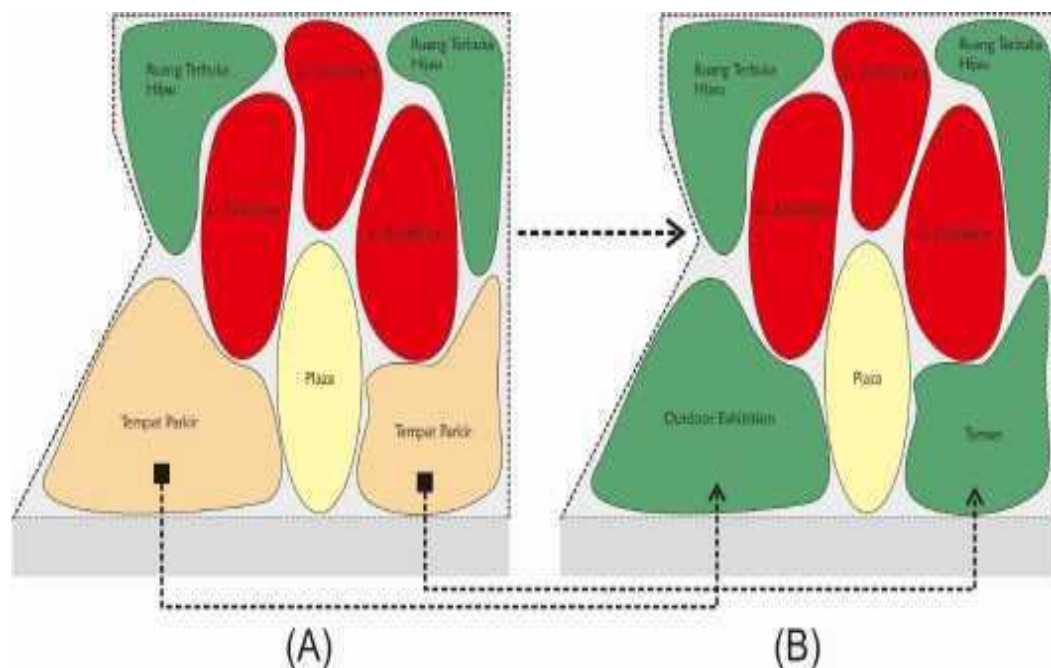 Ruang Terbuka
Hijau
Ruang Terbuka
Hijau
Plaza
Tempat Parkir
Tempat Parkir
(A)
Ruang Terbuka
Hijau
Ruang Terbuka
Hijau
Plaza
Outdoor Exhibition
Taman
(B)